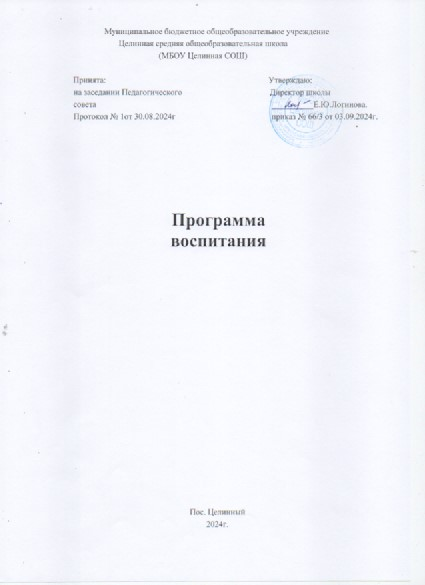 Муниципальное бюджетное общеобразовательное учреждение
Целинная средняя общеобразовательная школа
(МБОУ Целинная СОШ)
Принята:
на заседании Педагогического
совета
Протокол № 1от 30.08.2024г
Утверждаю:
Директор школы
Е.Ю.Логинова.
приказ № 66/3 от 03.09.2024г.
Программа
воспитания
Пос. Целинный
2024г.